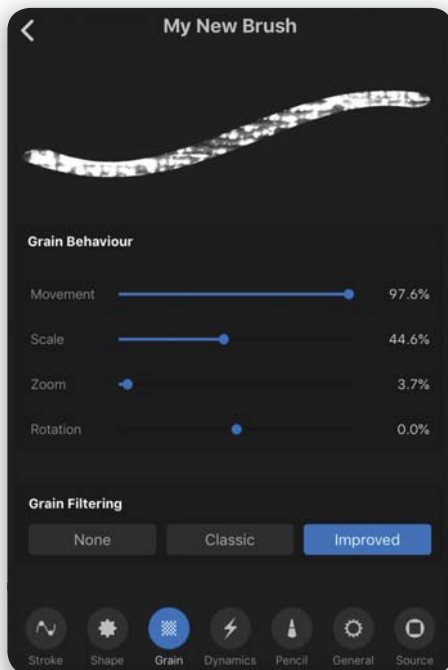 My New Brush
Grain Behaviour
Movement 97.6%
Scale 44.6%
Zoom 3.7%
Rotation 0.0%
Grain Filtering
None Classic Improved
Stroke Shape Grain Dynamics Pencil General Source